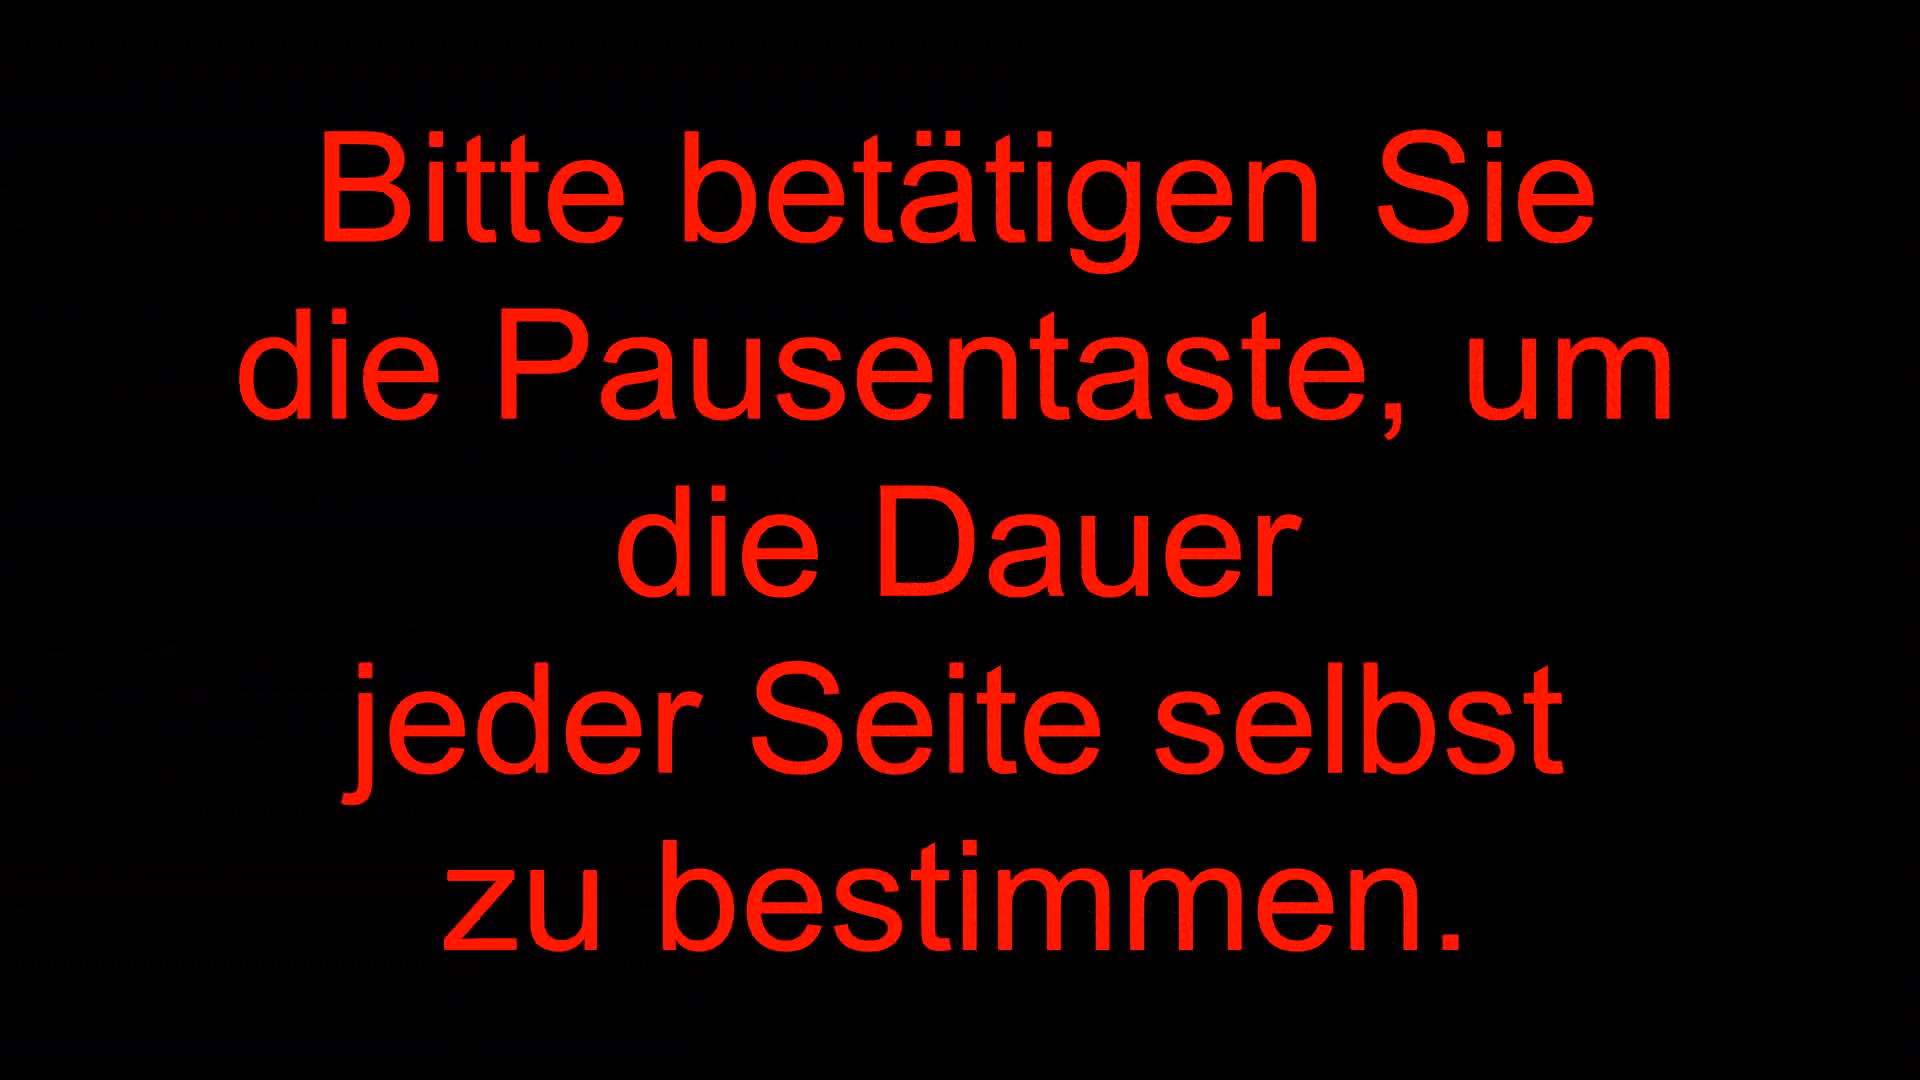 Bitte betätigen Sie
die Pausentaste, um
die Dauer
jeder Seite selbst
zu bestimmen.